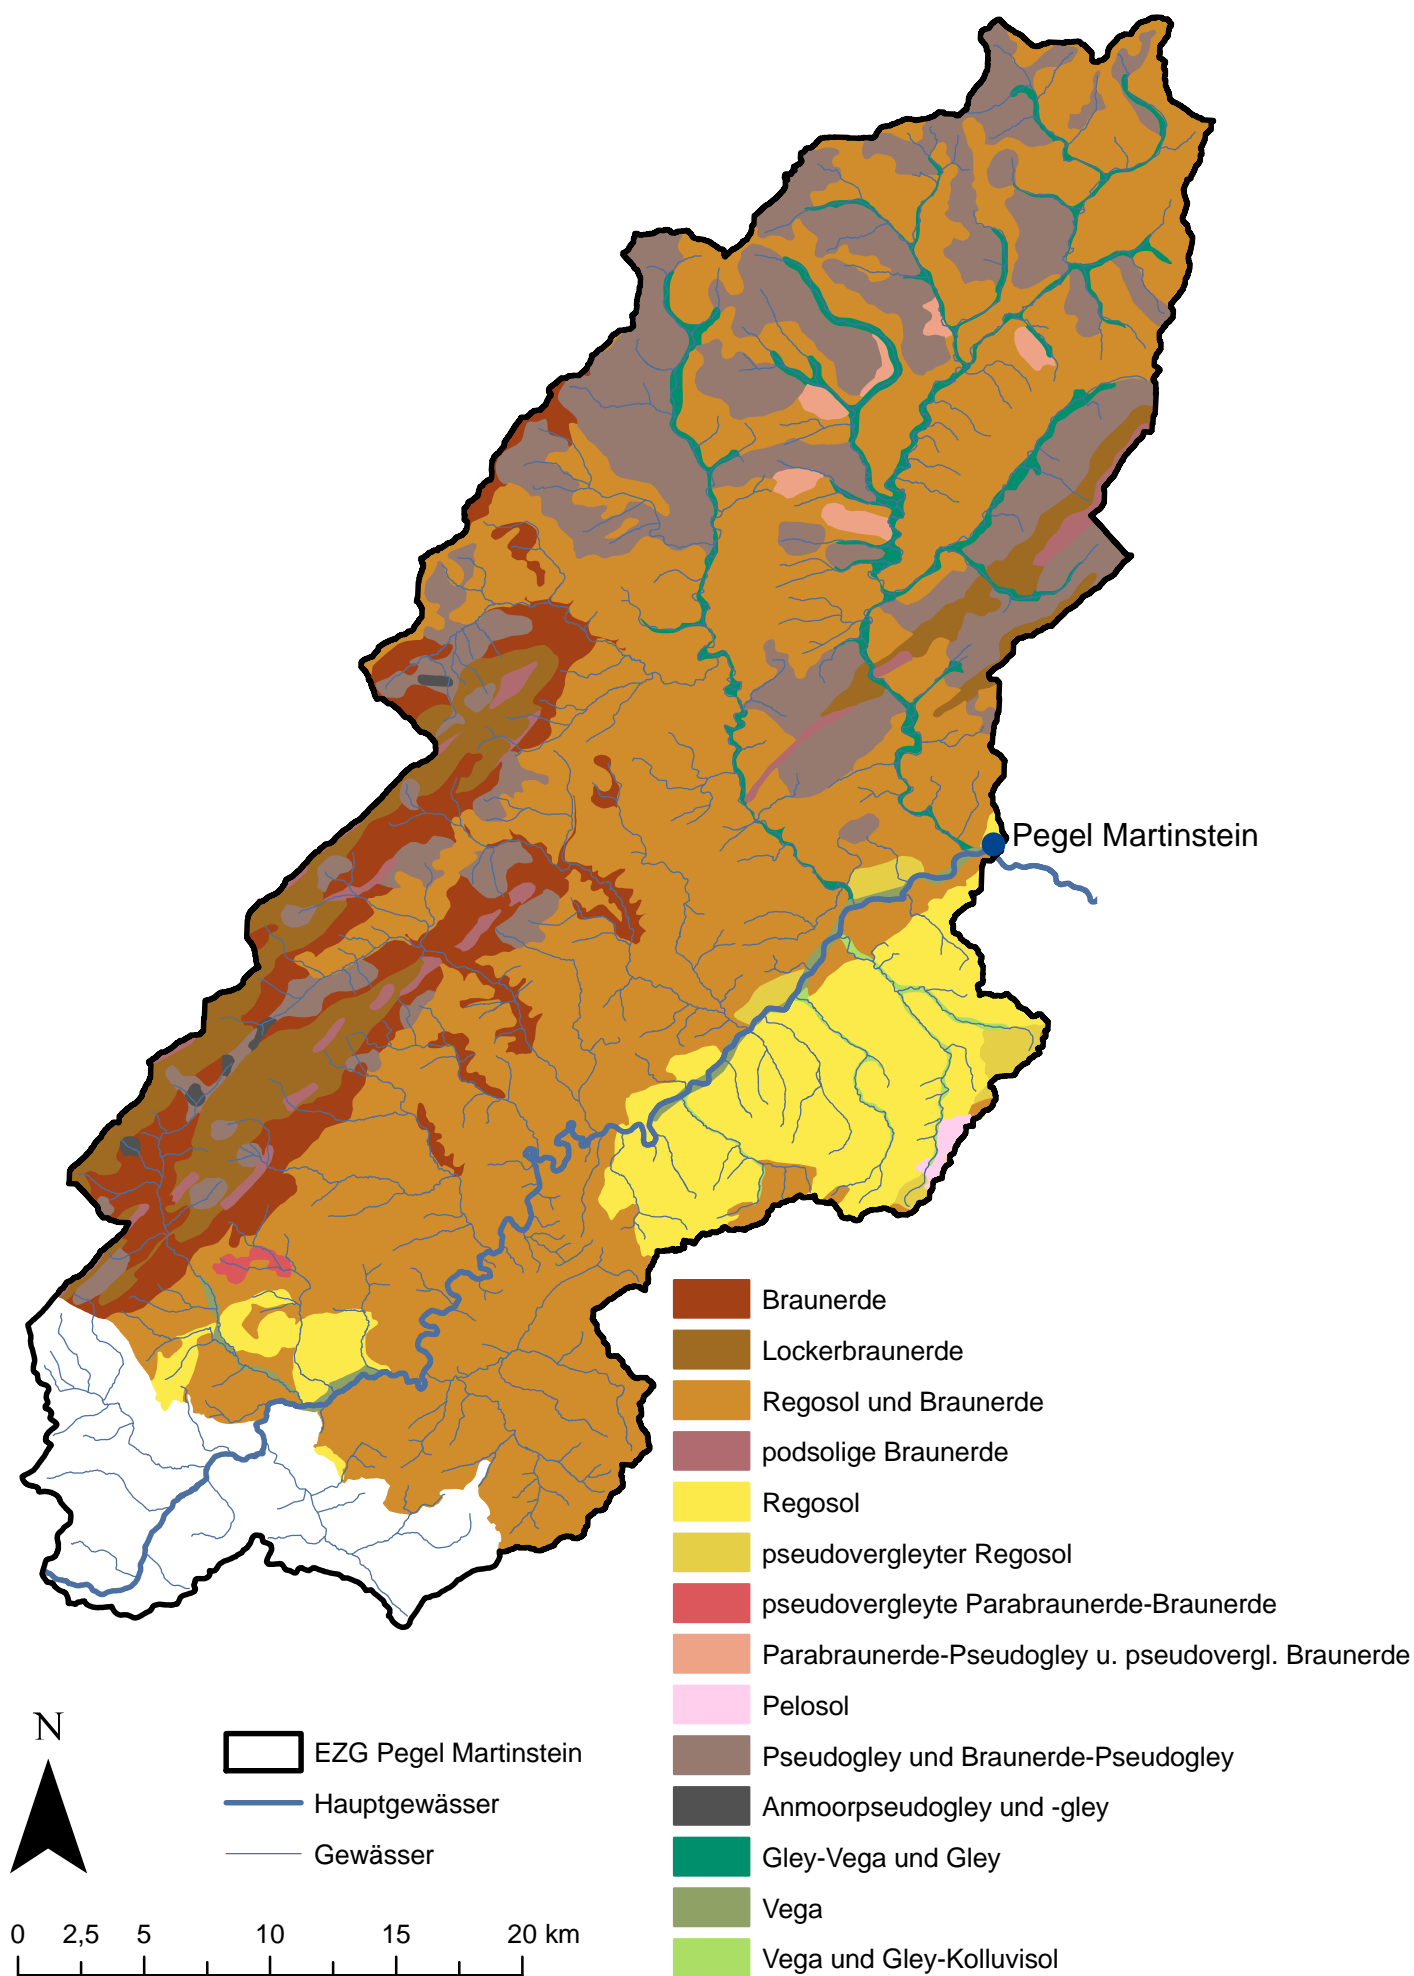 Pegel Martinstein
Braunerde
Lockerbraunerde
Regosol und Braunerde
podsolige Braunerde
Regosol
pseudovergleyter Regosol
pseudovergleyte Parabraunerde-Braunerde
Parabraunerde-Pseudogley u. pseudovergl. Braunerde
Pelosol
Pseudogley und Braunerde-Pseudogley
Anmoorpseudogley und -gley
Gley-Vega und Gley
Vega
Vega und Gley-Kolluvisol
N
EZG Pegel Martinstein
Hauptgewässer
Gewässer
0 2,5 5 10 15 20 km